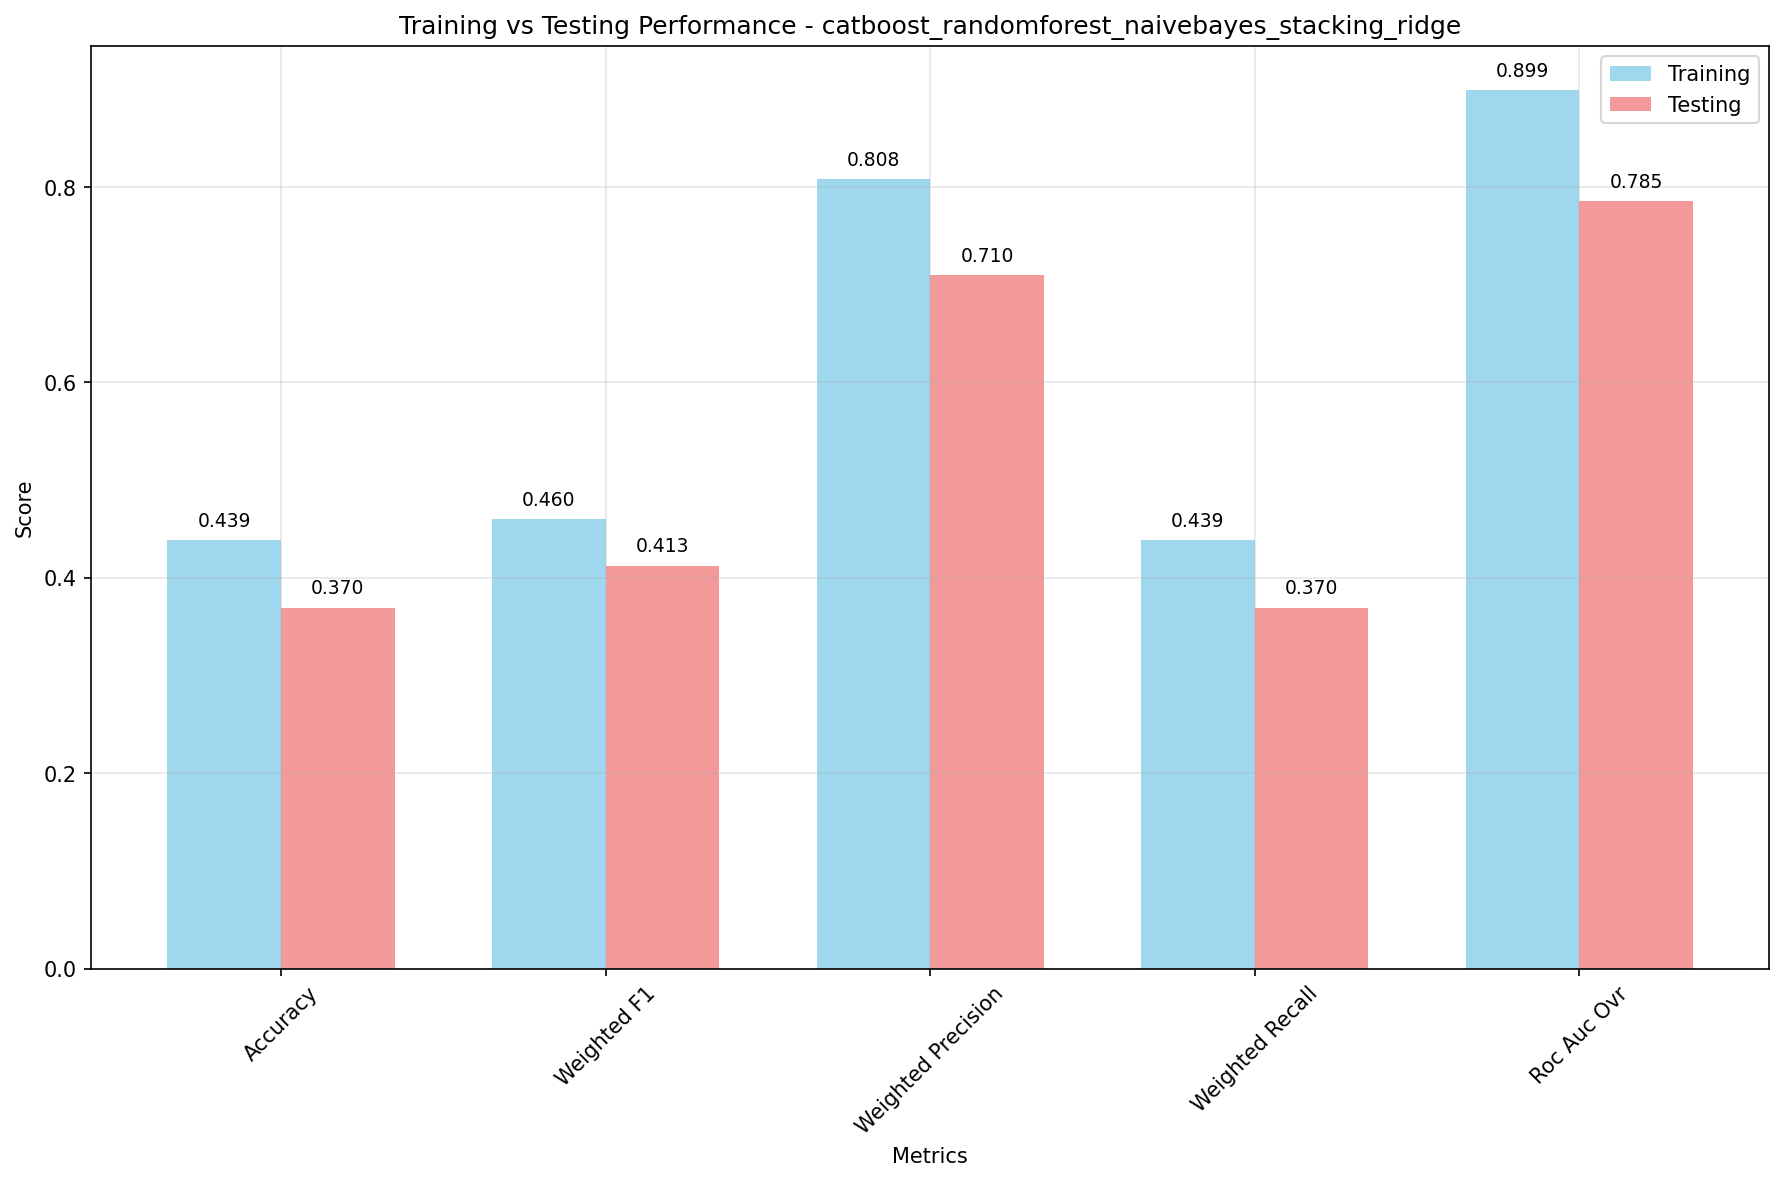 Training vs Testing Performance - catboost_randomforest_naivebayes_stacking_ridge
Training
Testing
Score
0.8
0.6
0.4
0.2
0.0
0.439
0.370
0.460
0.413
0.808
0.710
0.439
0.370
0.899
0.785
Accuracy
Weighted F1
Weighted Precision
Weighted Recall
Roc Auc Ovr
Metrics